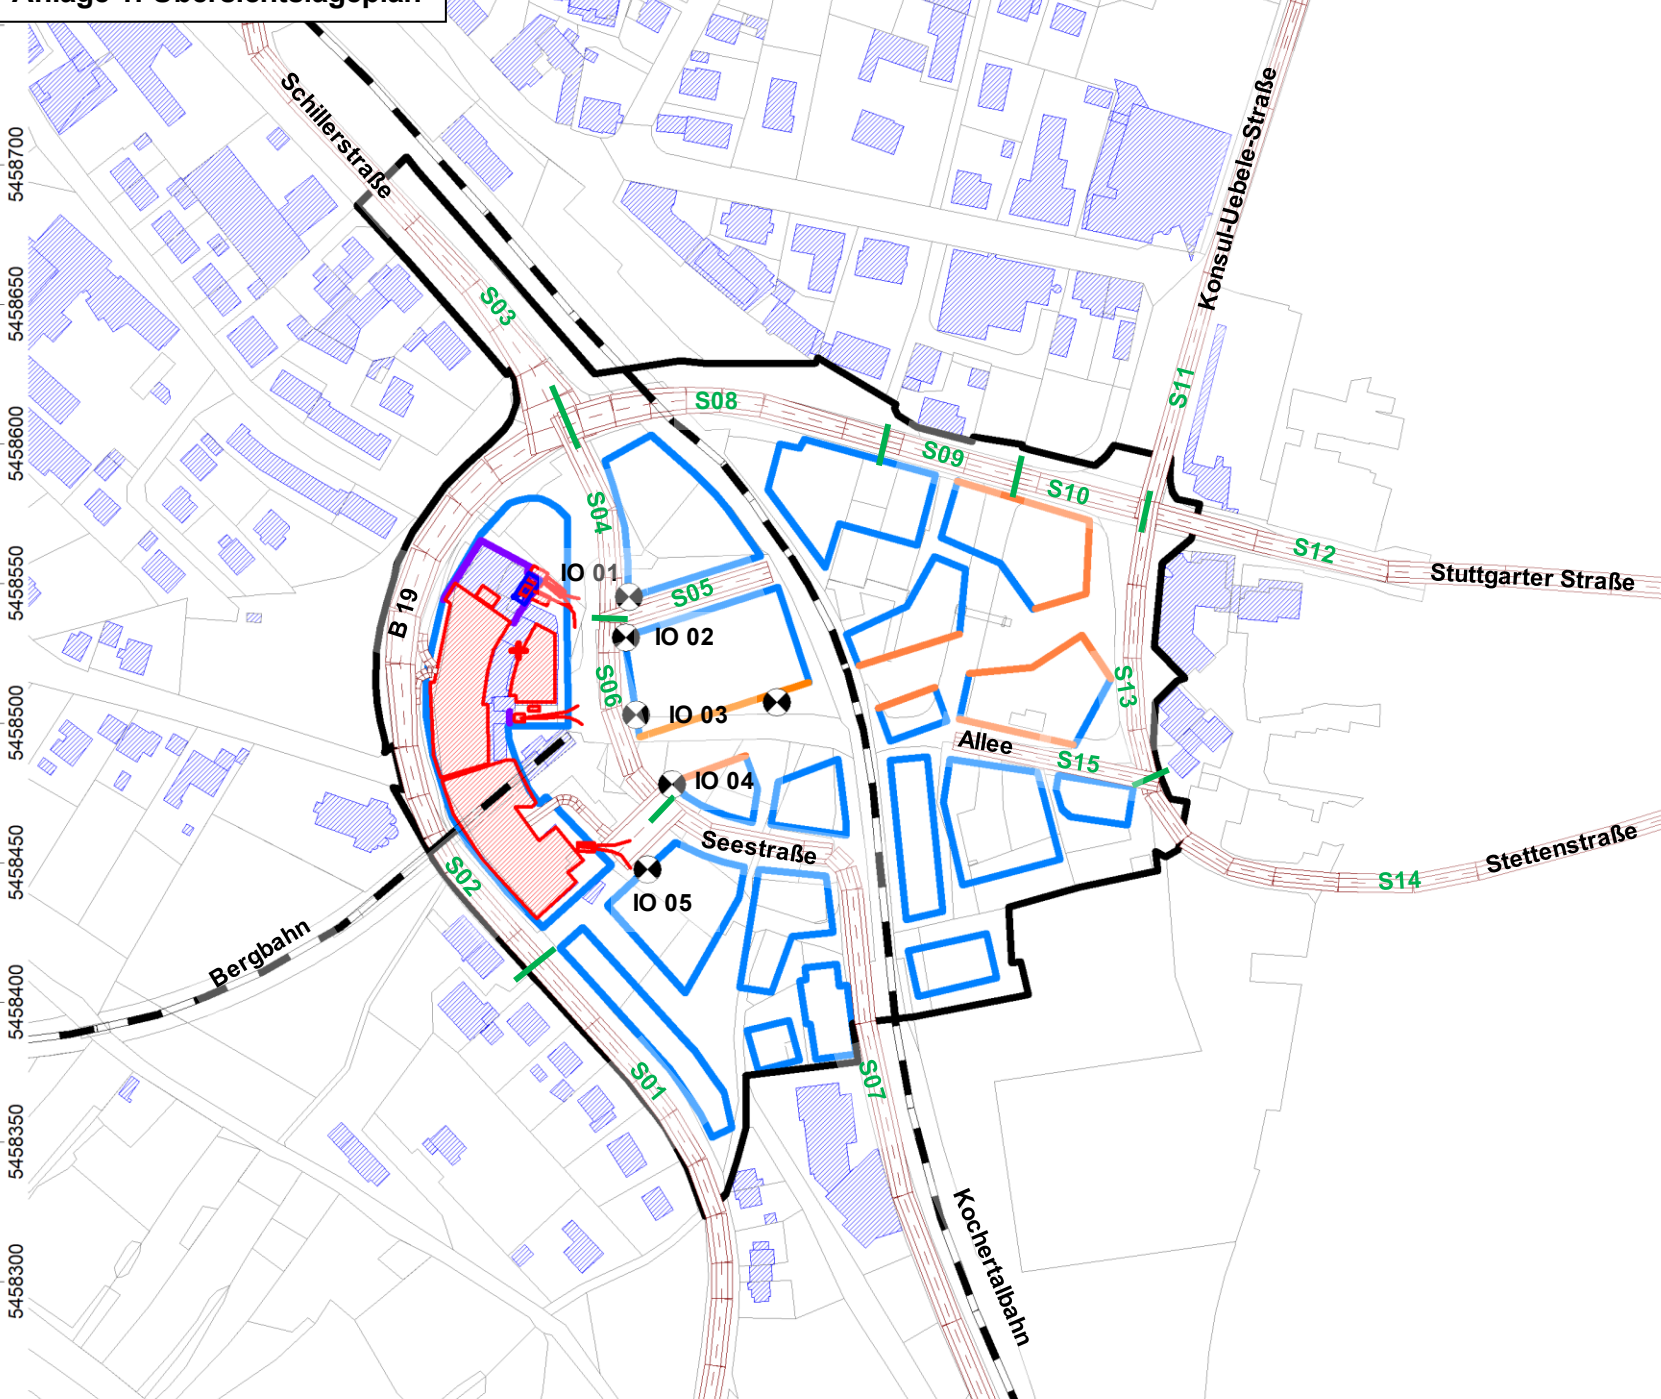 Anlage 1: Übersichtslageplan
Schillerstraße
Konsul-Uebele-Straße
5458700
5458650
S03
S11
S08
5458600
S09
S10
S04
S12
5458550
IO 01
Stuttgarter Straße
S05
B 19
IO 02
S06
S13
5458500
IO 03
Allee
S15
IO 04
5458450
Seestraße
Stettenstraße
S02
S14
IO 05
Bergbahn
5458400
S01
S07
5458350
Kochertalbahn
5458300